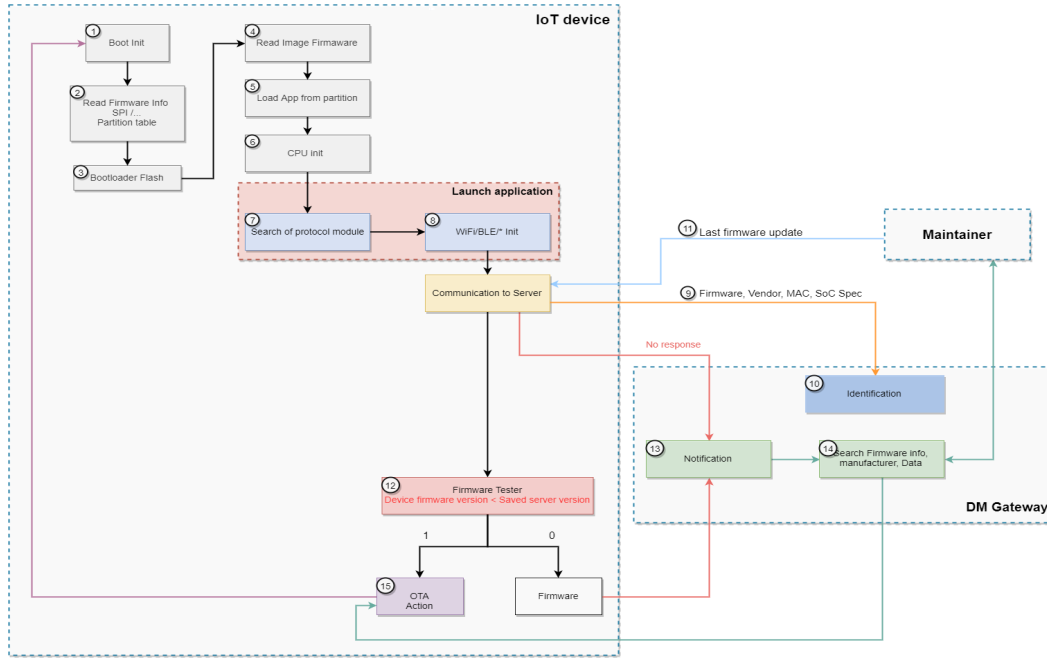 IoT device
1
Boot Init
2
Read Firmware Info
SPI /...
Partition table
3
Bootloader Flash
4
Read Image Firmaware
5
Load App from partition
6
CPU init
Launch application
7
Search of protocol module
8
WiFi/BLE/* Init
Communication to Server
11
Last firmware update
Maintainer
9
Firmware, Vendor, MAC, SoC Spec
No response
10
Identification
13
Notification
14
Search Firmware info,
manufacturer, Data
DM Gateway
12
Firmware Tester
Device firmware version < Saved server version
1
0
15
OTA
Action
Firmware